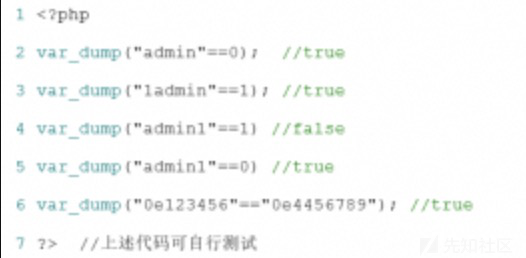 1 <?php
2 var_dump("admin"==0);  //true
3 var_dump("1admin"==1); //true
4 var_dump("admin1"==1) //false
5 var_dump("admin1"==0) //true
6 var_dump("0e123456"=="0e4456789"); //true
7 ?>  //上述代码可自行测试
先知社区